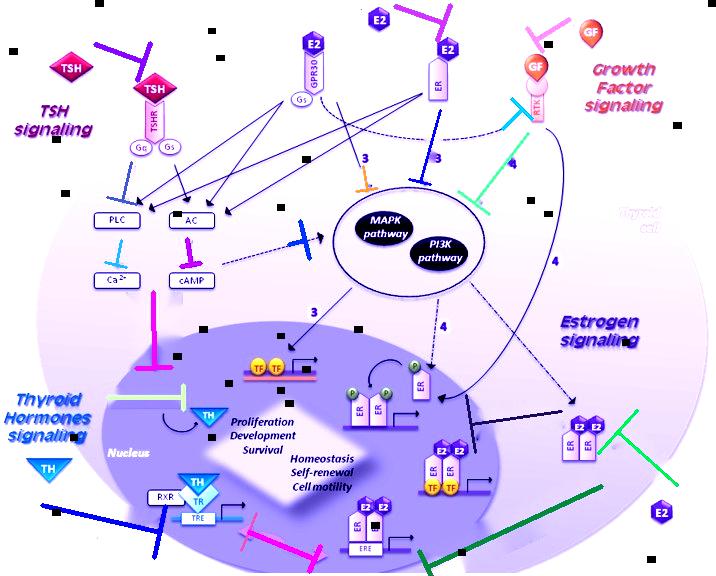 E2
E2
E2
GF
GF
TSH
TSH
TSHR
Gq
Gs
TSH
signaling
GPR30
Gs
ER
RTK
Growth
Factor
signaling
3
3
4
PLC
AC
Ca 2+
cAMP
MAPK
pathway
PI3K
pathway
Thyroid
cell
4
3
4
Estrogen
signaling
TF TF
P
ER
P P
ER ER
Thyroid
Hormones
signaling
TH
TH
Nucleus
Proliferation
Development
Survival
Homeostasis
Self-renewal
Cell motility
E2 E2
ER ER
E2 E2
ER ER
TF TF
RXR
TH
TR
TRE
E2 E2
ER ER
ERE
E2